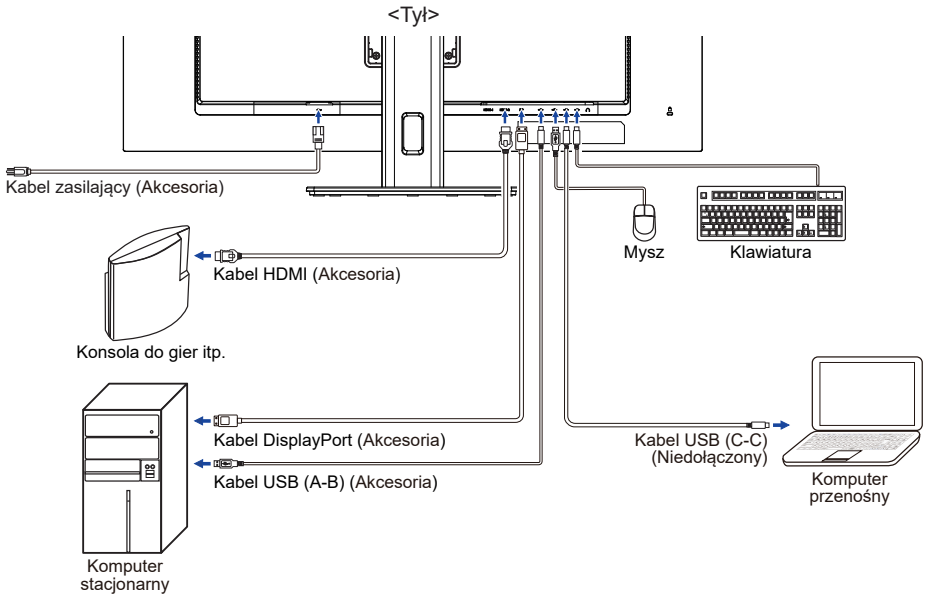 <Tył>
Kabel zasilający (Akcesoria)
Mysz
Klawiatura
Kabel HDMI (Akcesoria)
Konsola do gier itp.
Kabel DisplayPort (Akcesoria)
Kabel USB (A-B) (Akcesoria)
Kabel USB (C-C)
(Niedołączony)
Komputer
przenośny
Komputer
stacjonarny